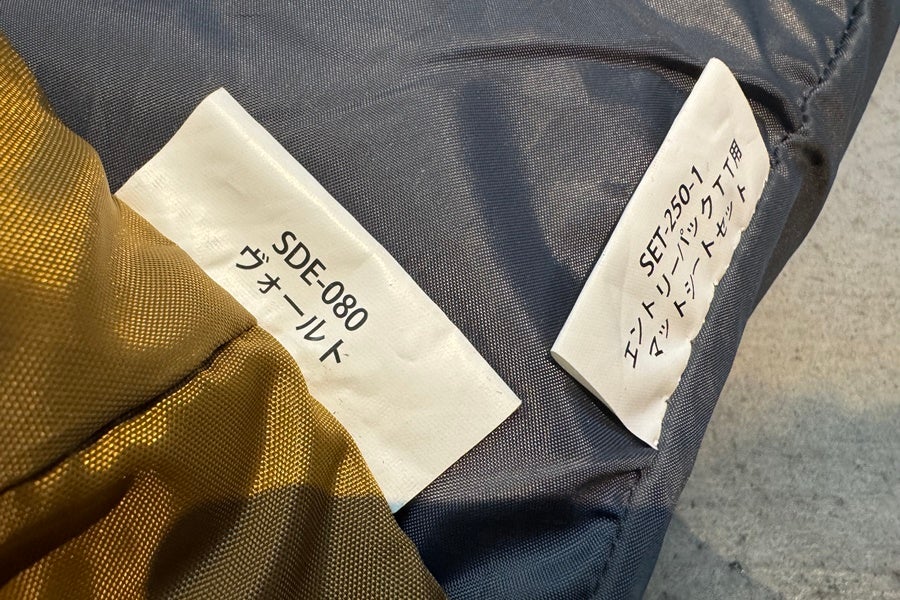 SDE-080
ヴォールト
SET-250-1
エントリーパックTT用
マットシートセット